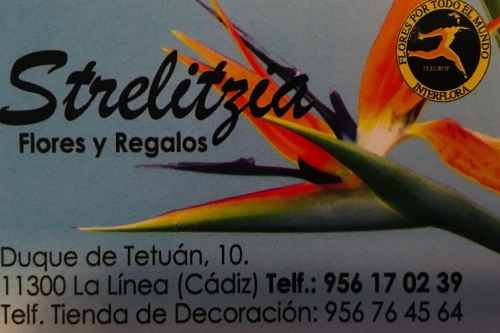 FLORES POR TODO EL MUNDO
INTERFLORA
Strelitzia
Flores y Regalos
Duque de Tetuán, 10.
11300 La Línea (Cádiz) Telf.: 956 17 02 39
Telf. Tienda de Decoración: 956 76 45 64